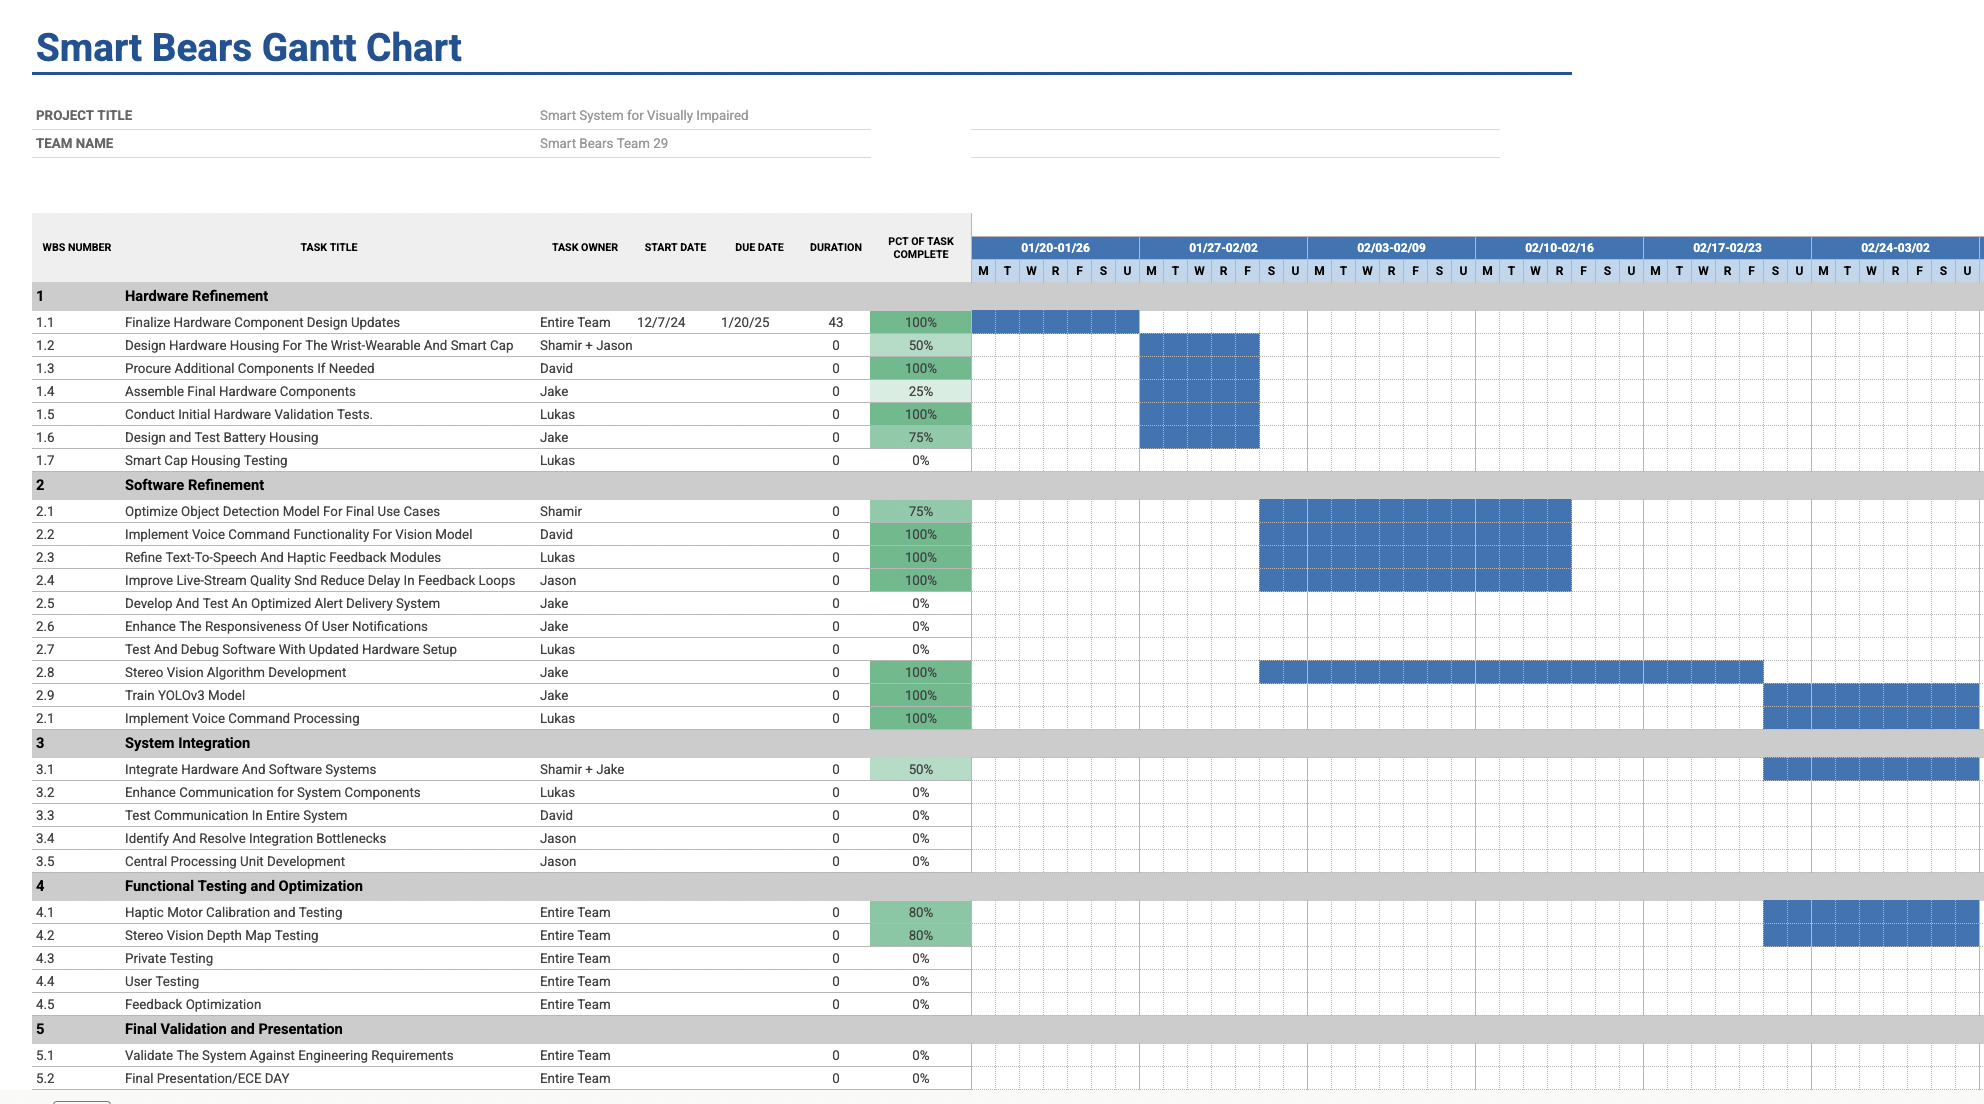 Smart Bears Gantt Chart
PROJECT TITLE Smart System for Visually Impaired
TEAM NAME Smart Bears Team 29
WBS NUMBER TASK TITLE TASK OWNER START DATE DUE DATE DURATION PCT OF TASK COMPLETE
01/20-01/26 01/27-02/02 02/03-02/09 02/10-02/16 02/17-02/23 02/24-03/02
M T W R F S U M T W R F S U M T W R F S U M T W R F S U M T W R F S U M T W R F S U
1 Hardware Refinement
1.1 Finalize Hardware Component Design Updates Entire Team 12/7/24 1/20/25 43 100%
1.2 Design Hardware Housing For The Wrist-Wearable And Smart Cap Shamir + Jason 0 50%
1.3 Procure Additional Components If Needed David 0 100%
1.4 Assemble Final Hardware Components Jake 0 25%
1.5 Conduct Initial Hardware Validation Tests. Lukas 0 100%
1.6 Design and Test Battery Housing Jake 0 75%
1.7 Smart Cap Housing Testing Lukas 0 0%
2 Software Refinement
2.1 Optimize Object Detection Model For Final Use Cases Shamir 0 75%
2.2 Implement Voice Command Functionality For Vision Model David 0 100%
2.3 Refine Text-To-Speech And Haptic Feedback Modules Lukas 0 100%
2.4 Improve Live-Stream Quality Snd Reduce Delay In Feedback Loops Jason 0 100%
2.5 Develop And Test An Optimized Alert Delivery System Jake 0 0%
2.6 Enhance The Responsiveness Of User Notifications Jake 0 0%
2.7 Test And Debug Software With Updated Hardware Setup Lukas 0 0%
2.8 Stereo Vision Algorithm Development Jake 0 100%
2.9 Train YOLOv3 Model Jake 0 100%
2.1 Implement Voice Command Processing Lukas 0 100%
3 System Integration
3.1 Integrate Hardware And Software Systems Shamir + Jake 0 50%
3.2 Enhance Communication for System Components Lukas 0 0%
3.3 Test Communication In Entire System David 0 0%
3.4 Identify And Resolve Integration Bottlenecks Jason 0 0%
3.5 Central Processing Unit Development Jason 0 0%
4 Functional Testing and Optimization
4.1 Haptic Motor Calibration and Testing Entire Team 0 80%
4.2 Stereo Vision Depth Map Testing Entire Team 0 80%
4.3 Private Testing Entire Team 0 0%
4.4 User Testing Entire Team 0 0%
4.5 Feedback Optimization Entire Team 0 0%
5 Final Validation and Presentation
5.1 Validate The System Against Engineering Requirements Entire Team 0 0%
5.2 Final Presentation/ECE DAY Entire Team 0 0%